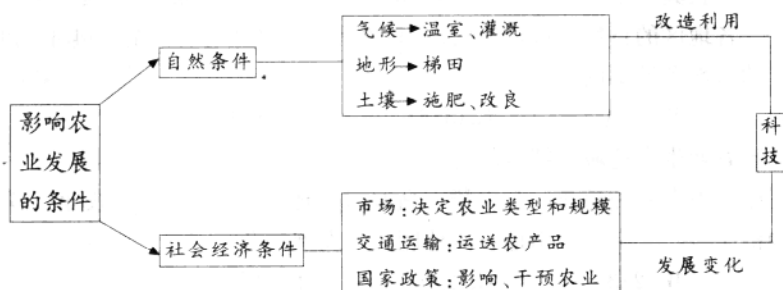 影响农
业发展
的条件
自然条件
气候→温室、灌溉
地形→梯田
土壤→施肥、改良
改造利用
科
技
社会经济条件
市场:决定农业类型和规模
交通运输:运送农产品
国家政策:影响、干预农业
发展变化